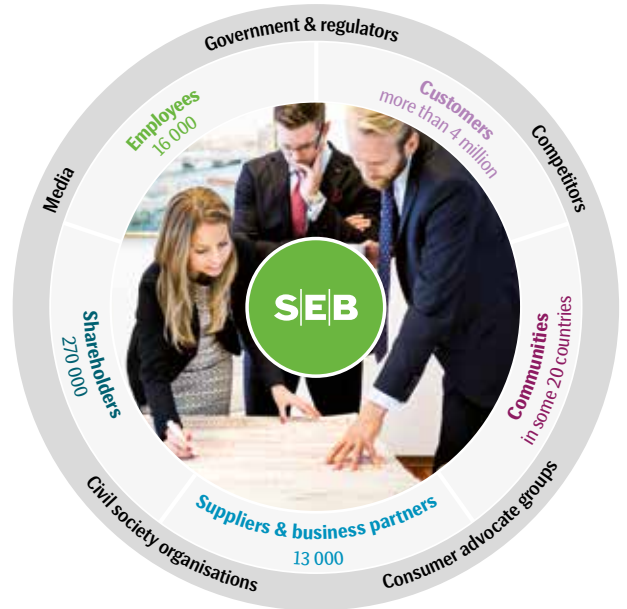 Government & regulators
Employees
16 000
Customers
more than 4 million
Media
Competitors
SEB
Shareholders
270 000
Communities
in some 20 countries
Suppliers & business partners
13 000
Civil society organisations
Consumer advocate groups